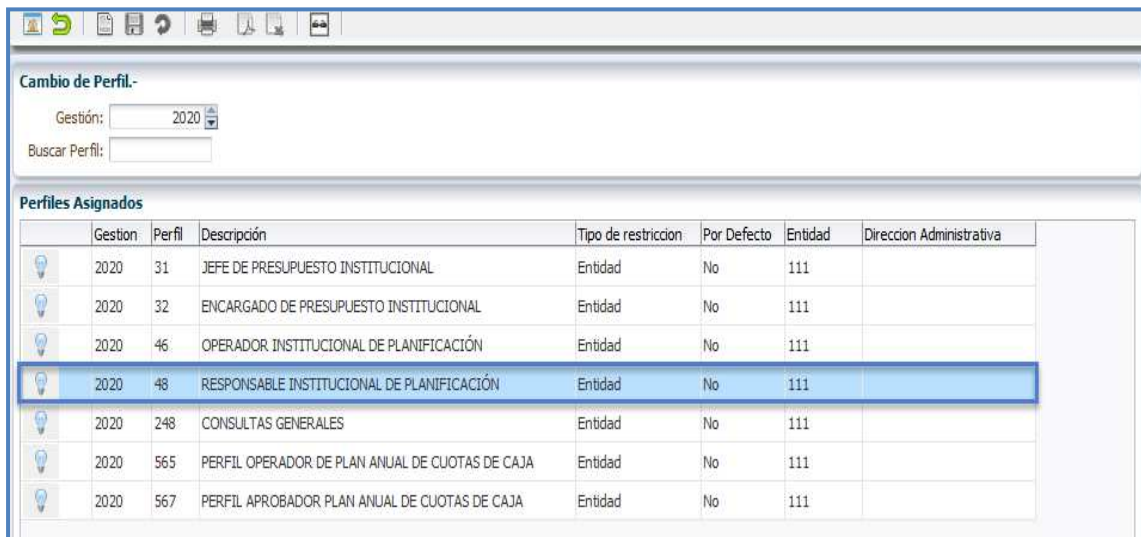 Cambio de Perfil.-
Gestión: 2020
Buscar Perfil:
Perfiles Asignados
Gestion Perfil Descripción Tipo de restriccion Por Defecto Entidad Direccion Administrativa
2020 31 JEFE DE PRESUPUESTO INSTITUCIONAL Entidad No 111
2020 32 ENCARGADO DE PRESUPUESTO INSTITUCIONAL Entidad No 111
2020 46 OPERADOR INSTITUCIONAL DE PLANIFICACIÓN Entidad No 111
2020 48 RESPONSABLE INSTITUCIONAL DE PLANIFICACIÓN Entidad No 111
2020 248 CONSULTAS GENERALES Entidad No 111
2020 565 PERFIL OPERADOR DE PLAN ANUAL DE CUOTAS DE CAJA Entidad No 111
2020 567 PERFIL APROBADOR PLAN ANUAL DE CUOTAS DE CAJA Entidad No 111